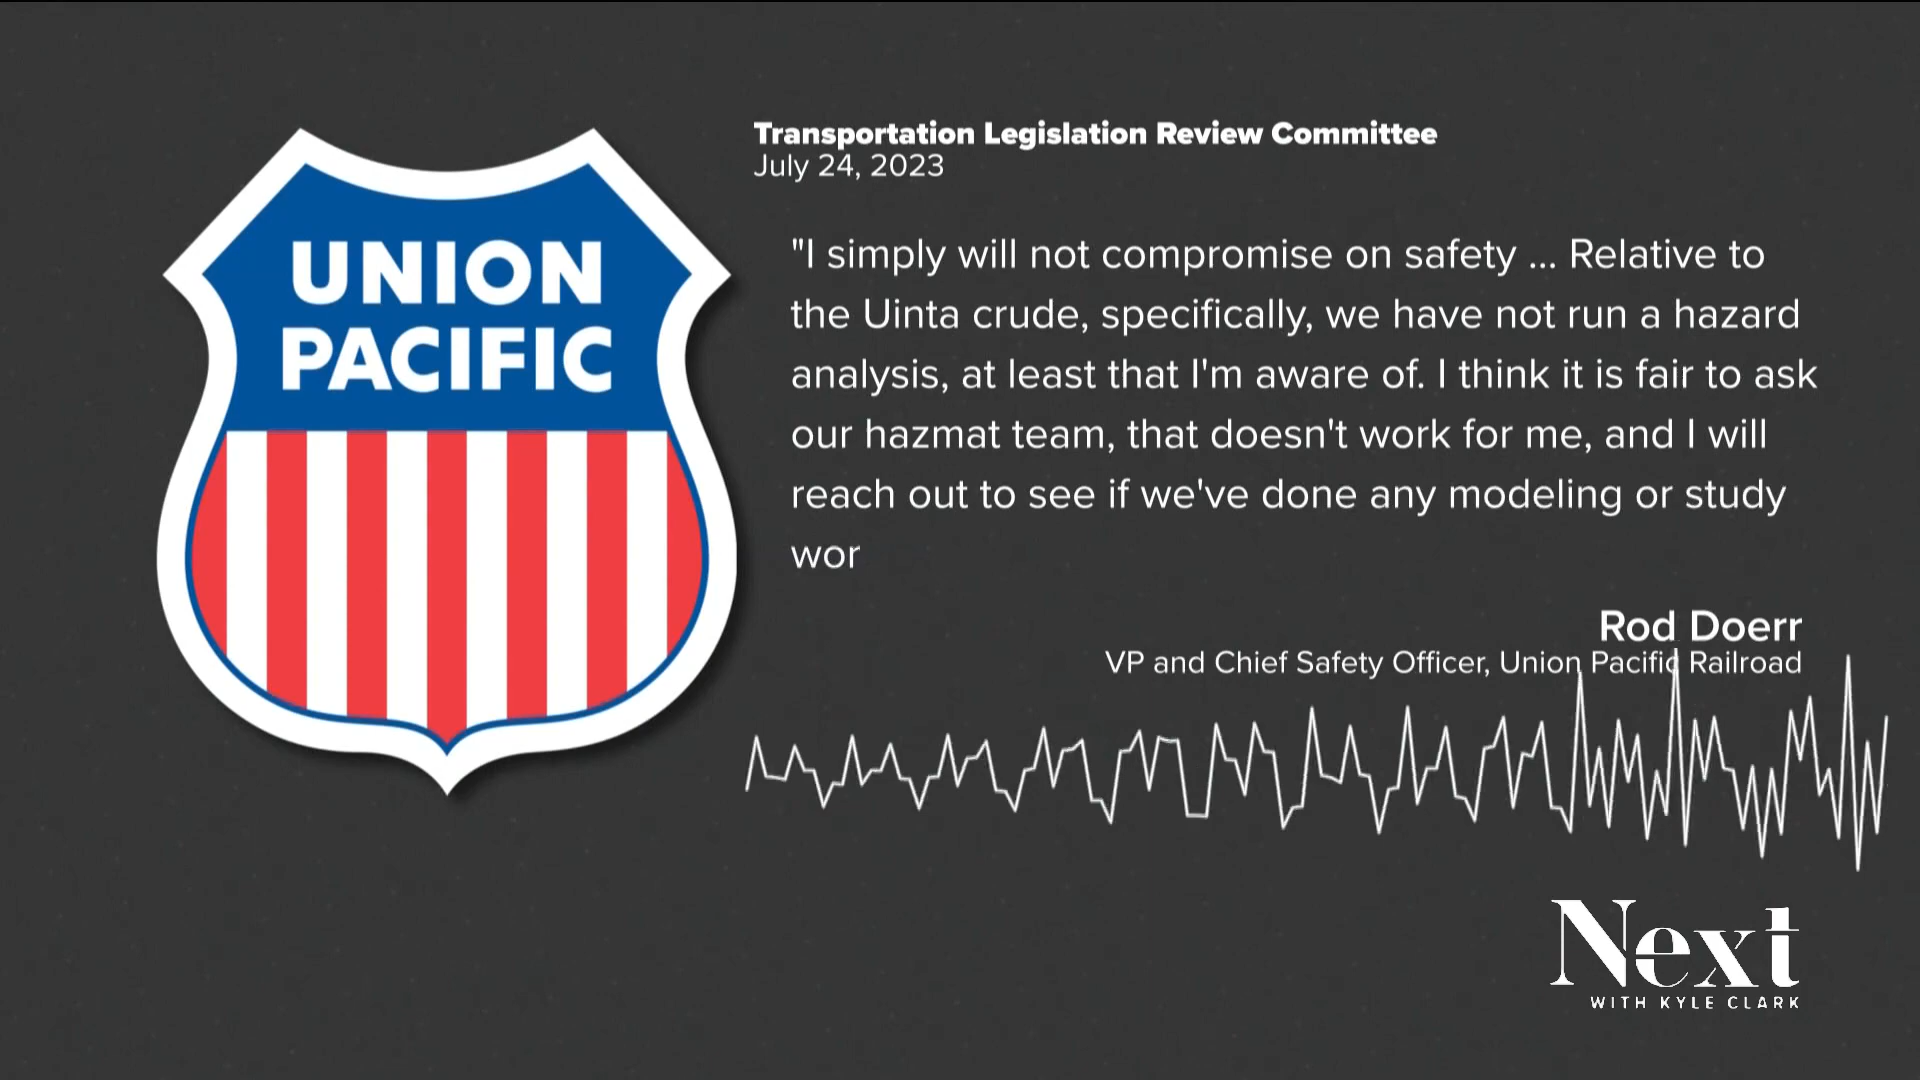 UNION
PACIFIC
Transportation Legislation Review Committee
July 24, 2023
"I simply will not compromise on safety ... Relative to
the Uinta crude, specifically, we have not run a hazard
analysis, at least that I'm aware of. I think it is fair to ask
our hazmat team, that doesn't work for me, and I will
reach out to see if we've done any modeling or study
wor
Rod Doerr
VP and Chief Safety Officer, Union Pacific Railroad
Next
WITH KYLE CLARK